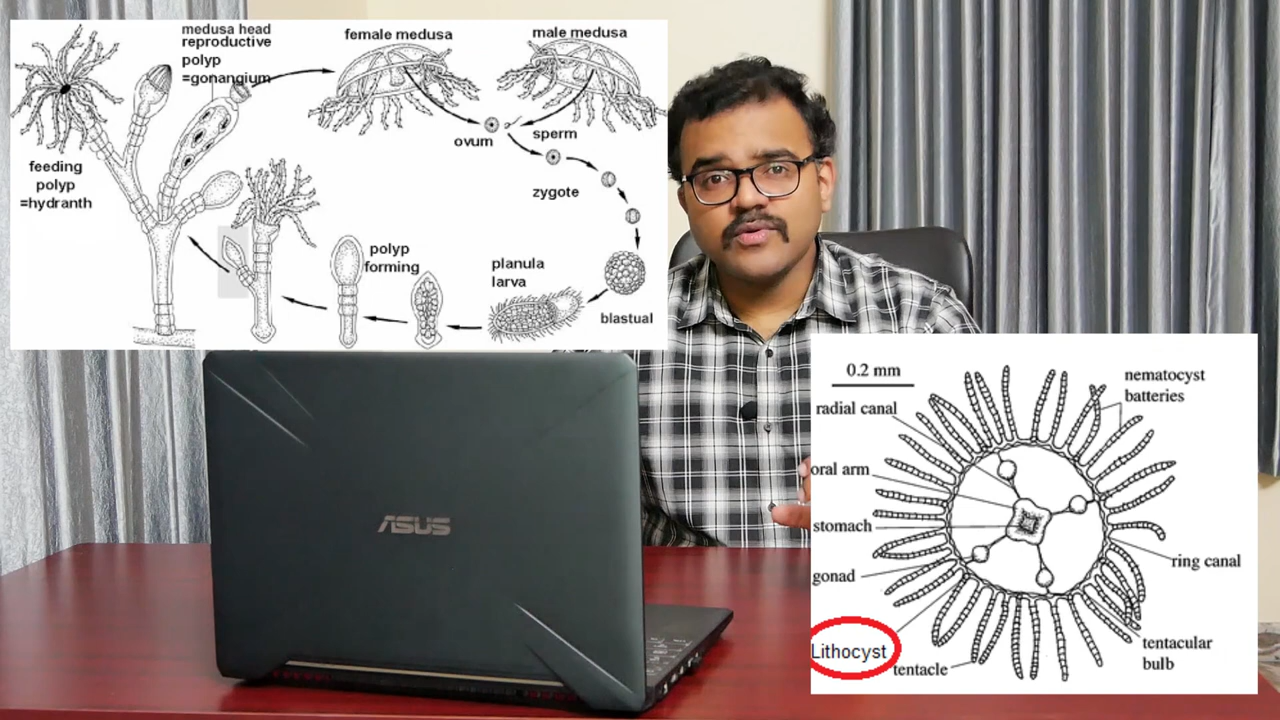 medusa head
reproductive
polyp
=gonangium
female medusa
male medusa
ovum
sperm
feeding
polyp
=hydranth
zygote
polyp
forming
planula
larva
blastual
ASUS
0.2 mm
nematocyst
batteries
radial canal
oral arm
stomach
gonad
ring canal
Lithocyst
tentacle
tentacular
bulb